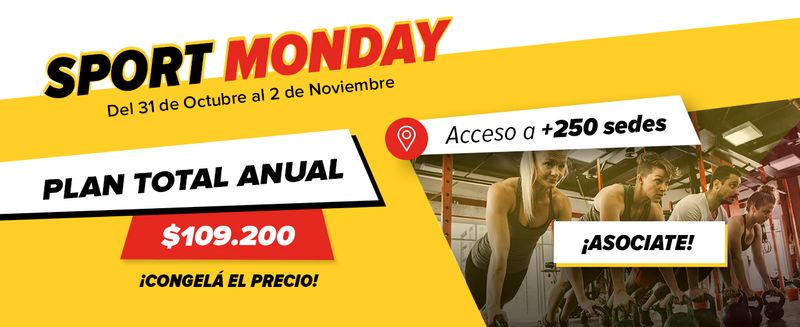 SPORT MONDAY
Del 31 de Octubre al 2 de Noviembre
Acceso a +250 sedes
PLAN TOTAL ANUAL
$109.200
¡CONGELÁ EL PRECIO!
¡ASOCIATE!